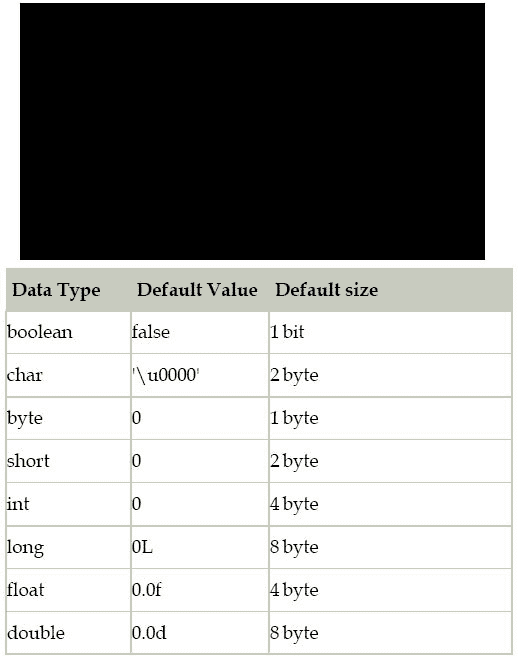 Data Type Default Value Default size
boolean false 1 bit
char '\u0000' 2 byte
byte 0 1 byte
short 0 2 byte
int 0 4 byte
long 0L 8 byte
float 0.0f 4 byte
double 0.0d 8 byte